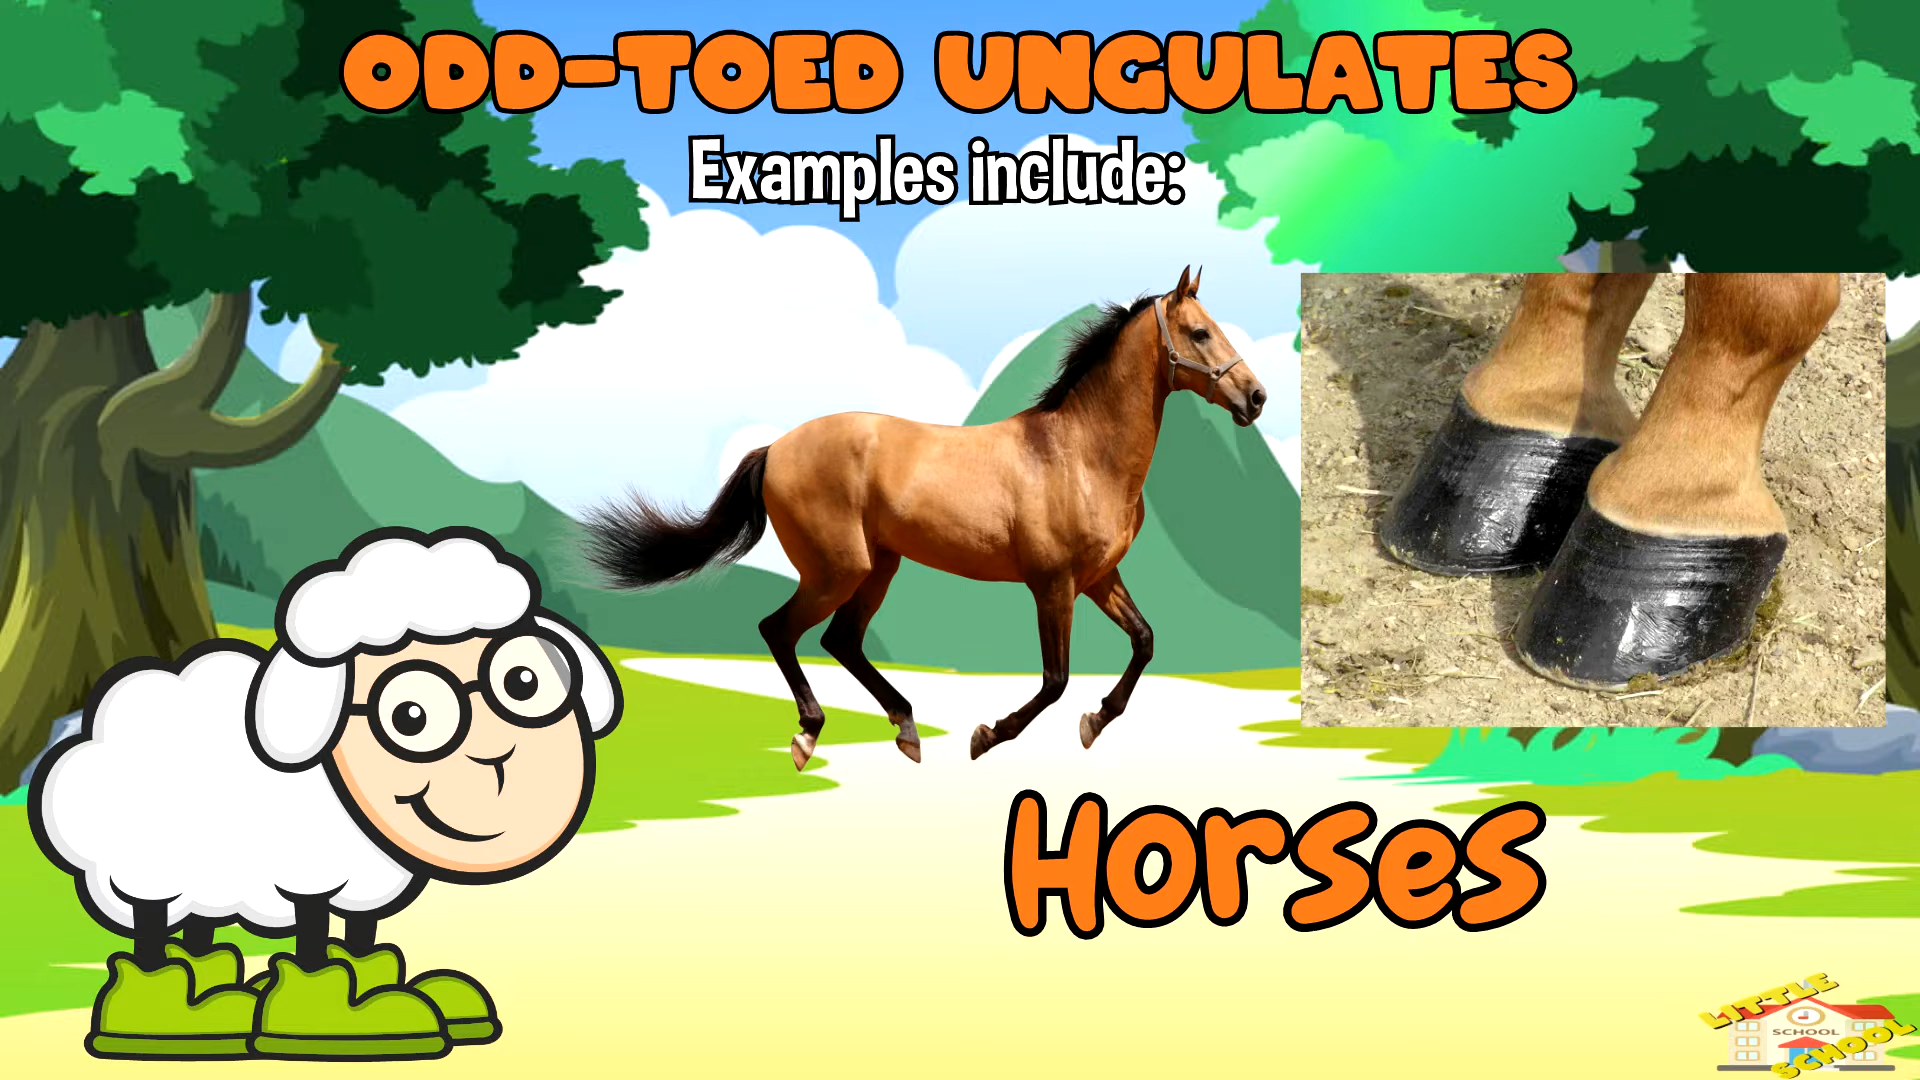 ODD-TOED UNGULATES
Examples include:
Horses
LITTLE
SCHOOL
SCHOOL